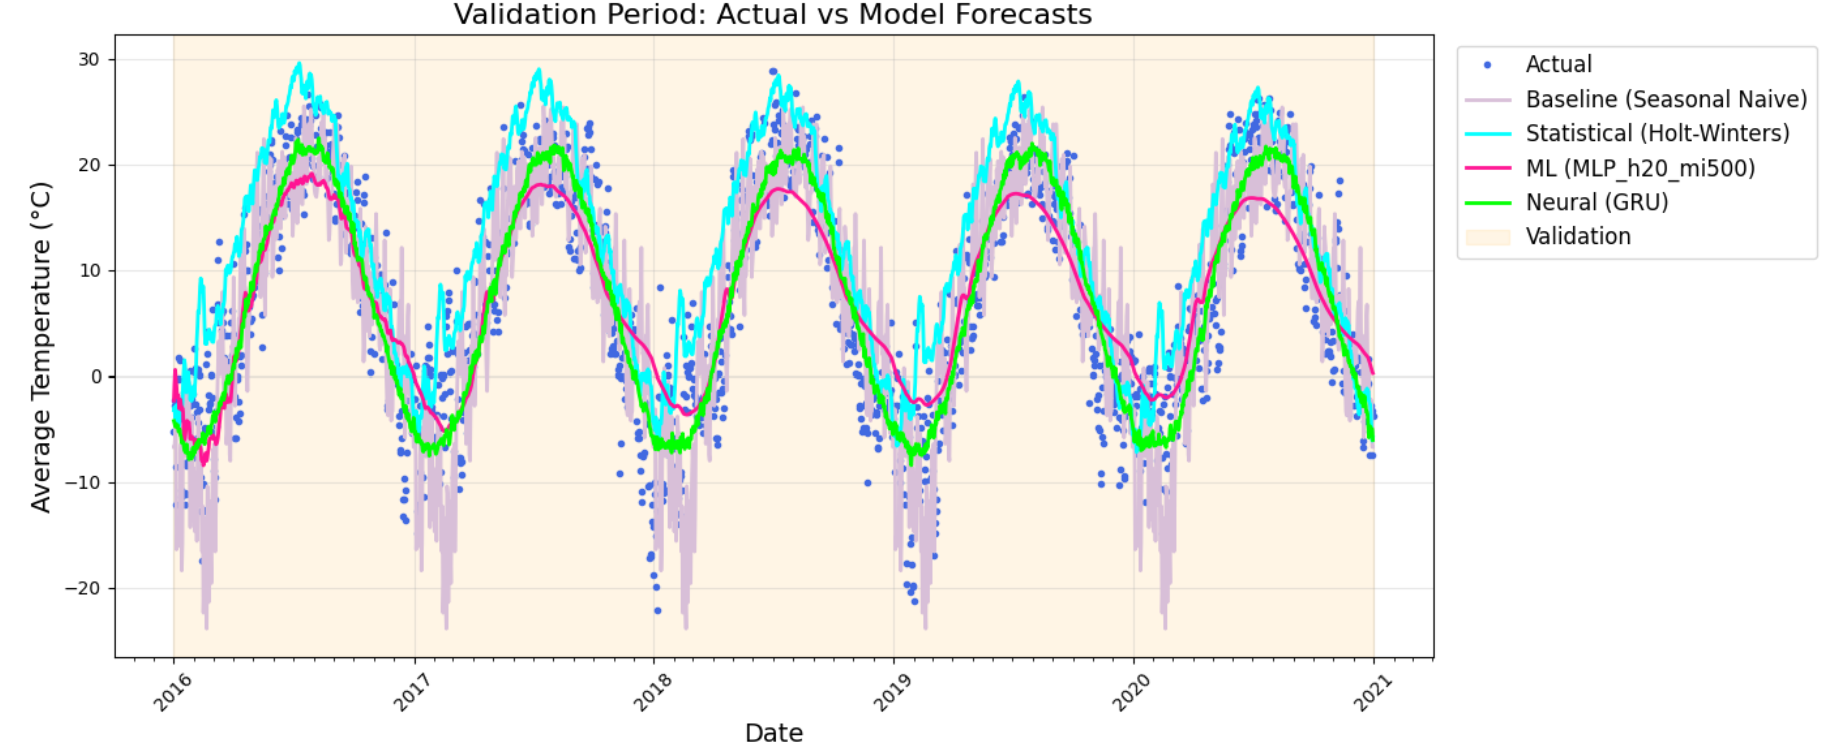 Validation Period: Actual vs Model Forecasts
Average Temperature (°C)
30
20
10
0
−10
−20
2016
2017
2018
2019
2020
2021
Date
Actual
Baseline (Seasonal Naive)
Statistical (Holt-Winters)
ML (MLP_h20_mi500)
Neural (GRU)
Validation